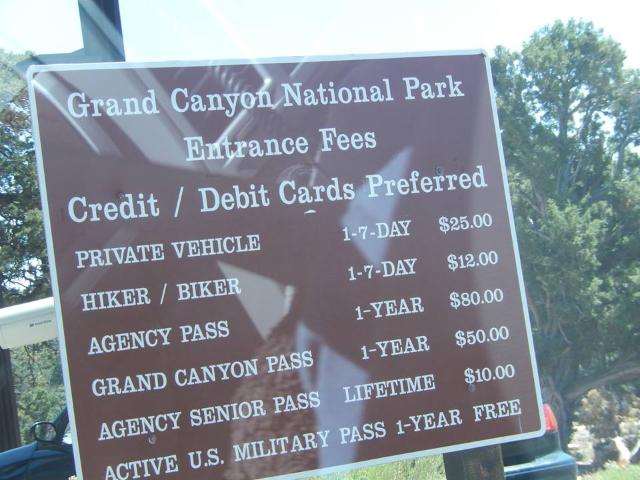 Grand Canyon National Park
Entrance Fees
Credit / Debit Cards Preferred
PRIVATE VEHICLE 1-7-DAY $25.00
HIKER / BIKER 1-7-DAY $12.00
AGENCY PASS 1-YEAR $80.00
GRAND CANYON PASS 1-YEAR $50.00
AGENCY SENIOR PASS LIFETIME $10.00
ACTIVE U.S. MILITARY PASS 1-YEAR FREE